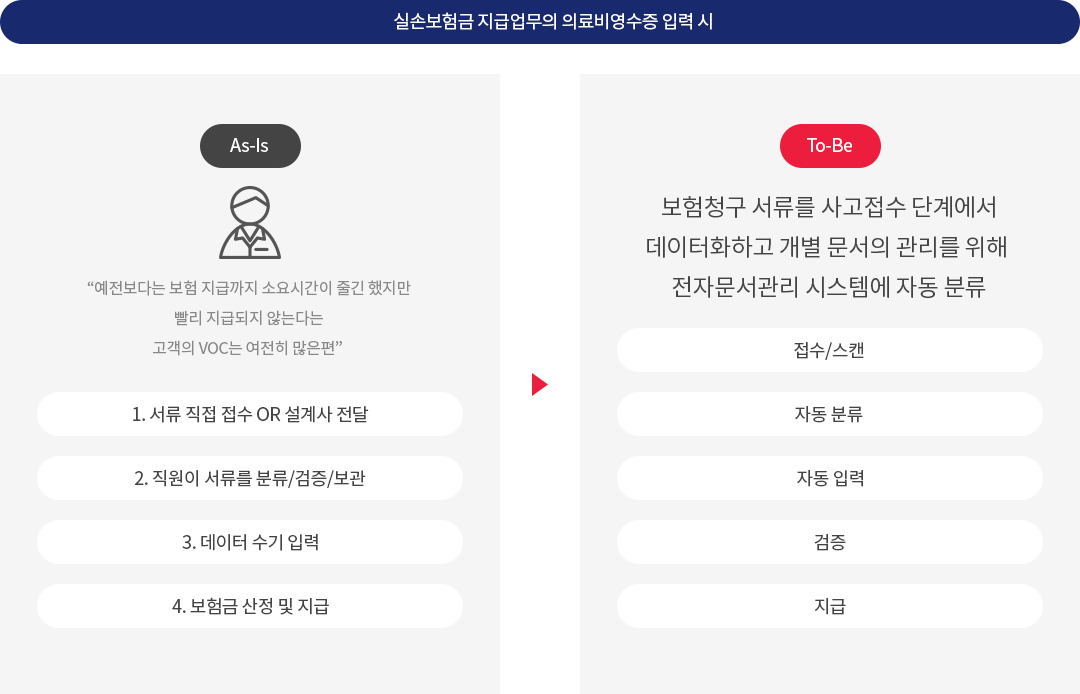 실손보험금 지급업무의 의료비영수증 입력 시
As-Is
“예전보다는 보험 지급까지 소요시간이 줄긴 했지만
빨리 지급되지 않는다는
고객의 VOC는 여전히 많은편”
1. 서류 직접 접수 OR 설계사 전달
2. 직원이 서류를 분류/검증/보관
3. 데이터 수기 입력
4. 보험금 산정 및 지급
To-Be
보험청구 서류를 사고접수 단계에서
데이터화하고 개별 문서의 관리를 위해
전자문서관리 시스템에 자동 분류
접수/스캔
자동 분류
자동 입력
검증
지급